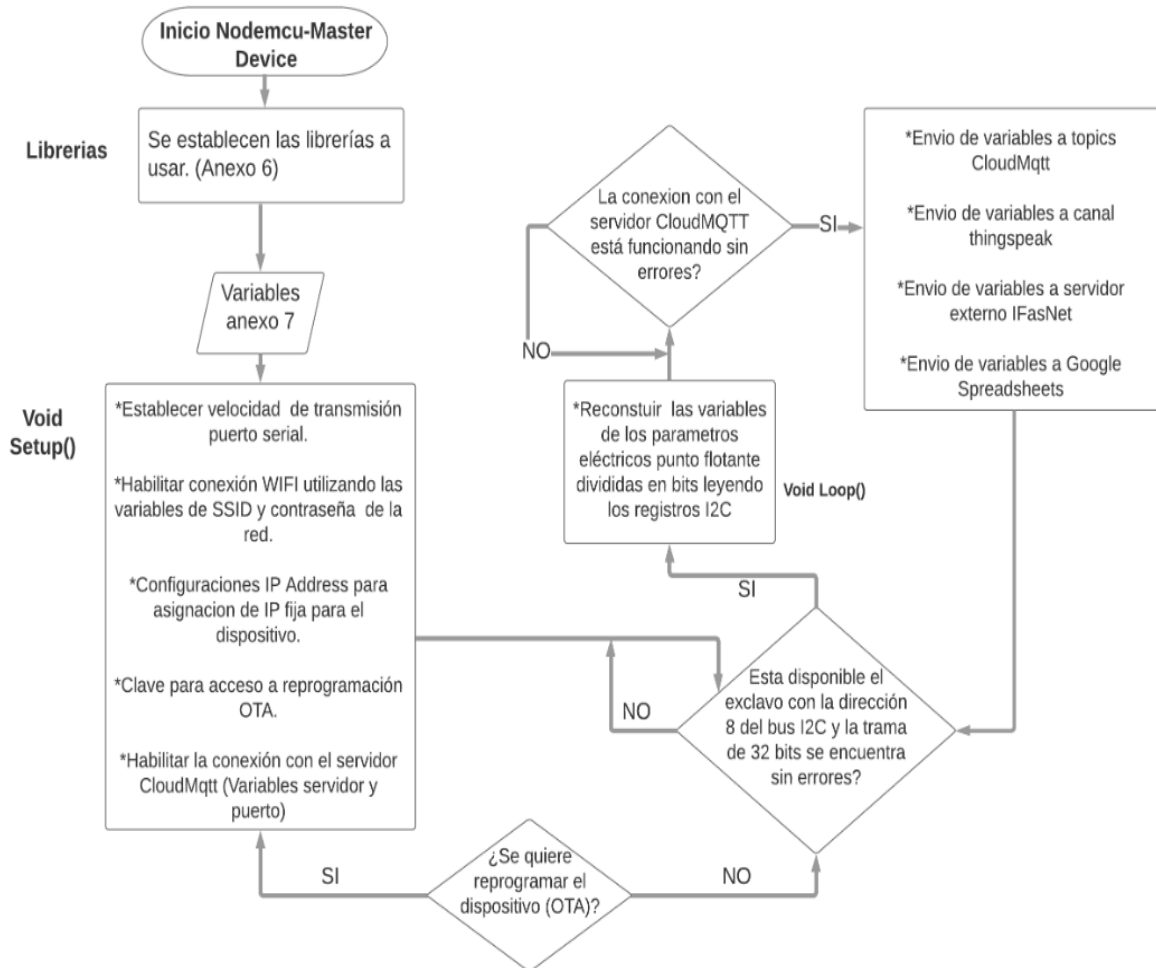 Inicio Nodemcu-Master
Device
Librerias
Se establecen las librerías a
usar. (Anexo 6)
Variables
anexo 7
Void
Setup()
*Establecer velocidad de transmisión
puerto serial.
*Habilitar conexión WIFI utilizando las
variables de SSID y contraseña de la
red.
*Configuraciones IP Address para
asignacion de IP fija para el
dispositivo.
*Clave para acceso a reprogramación
OTA.
*Habilitar la conexión con el servidor
CloudMqtt (Variables servidor y
puerto)
SI
¿Se quiere
reprogramar el
dispositivo (OTA)?
NO
Esta disponible el
exclavo con la dirección
8 del bus I2C y la trama
de 32 bits se encuentra
sin errores?
NO
SI
*Reconstuir las variables
de los parametros
eléctricos punto flotante
divididas en bits leyendo
los registros I2C
Void Loop()
La conexion con el
servidor CloudMQTT
está funcionando sin
errores?
NO
SI
*Envio de variables a topics
CloudMqtt
*Envio de variables a canal
thingspeak
*Envio de variables a servidor
externo IFasNet
*Envio de variables a Google
Spreadsheets